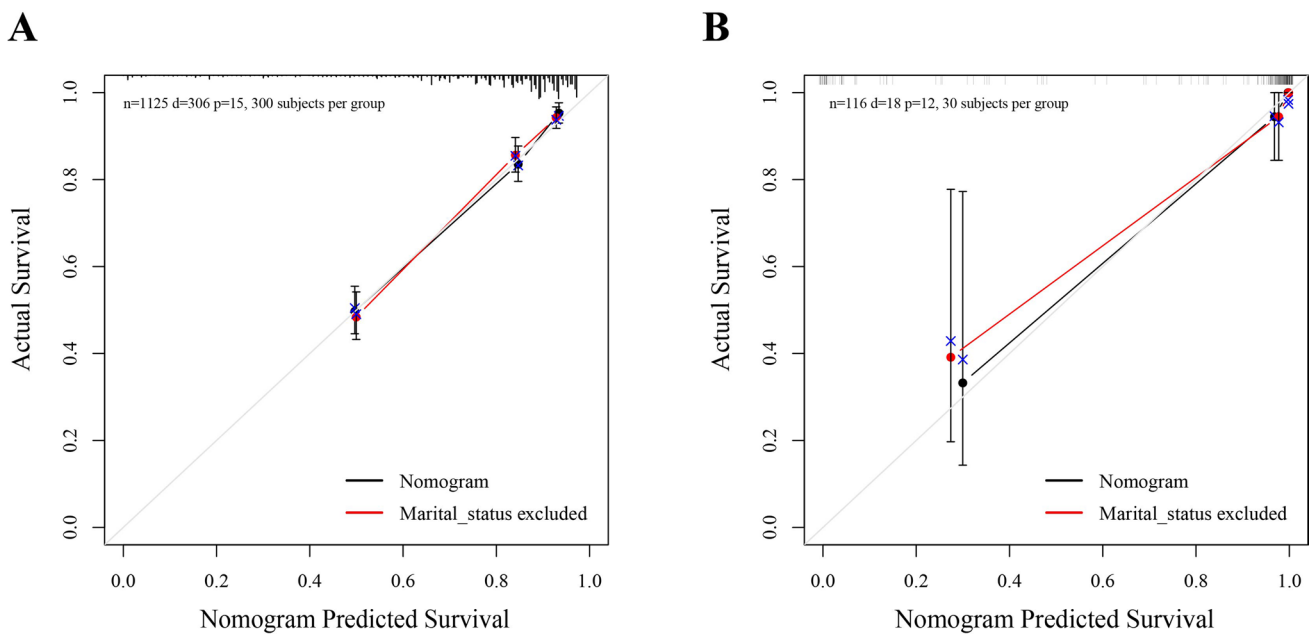 A
n=1125 d=306 p=15, 300 subjects per group
1.0
0.8
0.6
0.4
0.2
0.0
Actual Survival
Nomogram
Marital_status excluded
0.0 0.2 0.4 0.6 0.8 1.0
Nomogram Predicted Survival
B
n=116 d=18 p=12, 30 subjects per group
1.0
0.8
0.6
0.4
0.2
0.0
Actual Survival
Nomogram
Marital_status excluded
0.0 0.2 0.4 0.6 0.8 1.0
Nomogram Predicted Survival